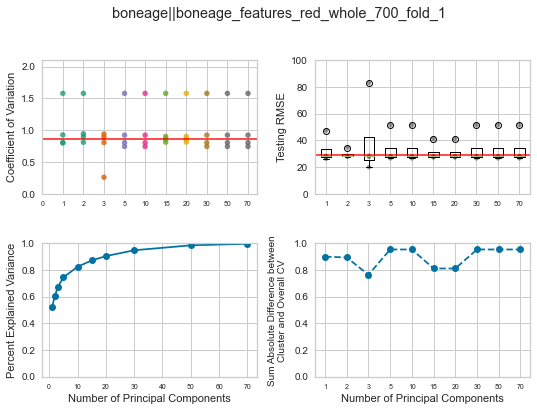 boneage||boneage_features_red_whole_700_fold_1
Coefficient of Variation
2.0
1.5
1.0
0.5
0.0
0 1 2 3 5 10 15 20 30 50 70
Testing RMSE
100
80
60
40
20
0
1 2 3 5 10 15 20 30 50 70
Percent Explained Variance
1.0
0.8
0.6
0.4
0.2
0.0
0 10 20 30 40 50 60 70
Number of Principal Components
Sum Absolute Difference between
Cluster and Overall CV
1.0
0.8
0.6
0.4
0.2
0.0
1 2 3 5 10 15 20 30 50 70
Number of Principal Components